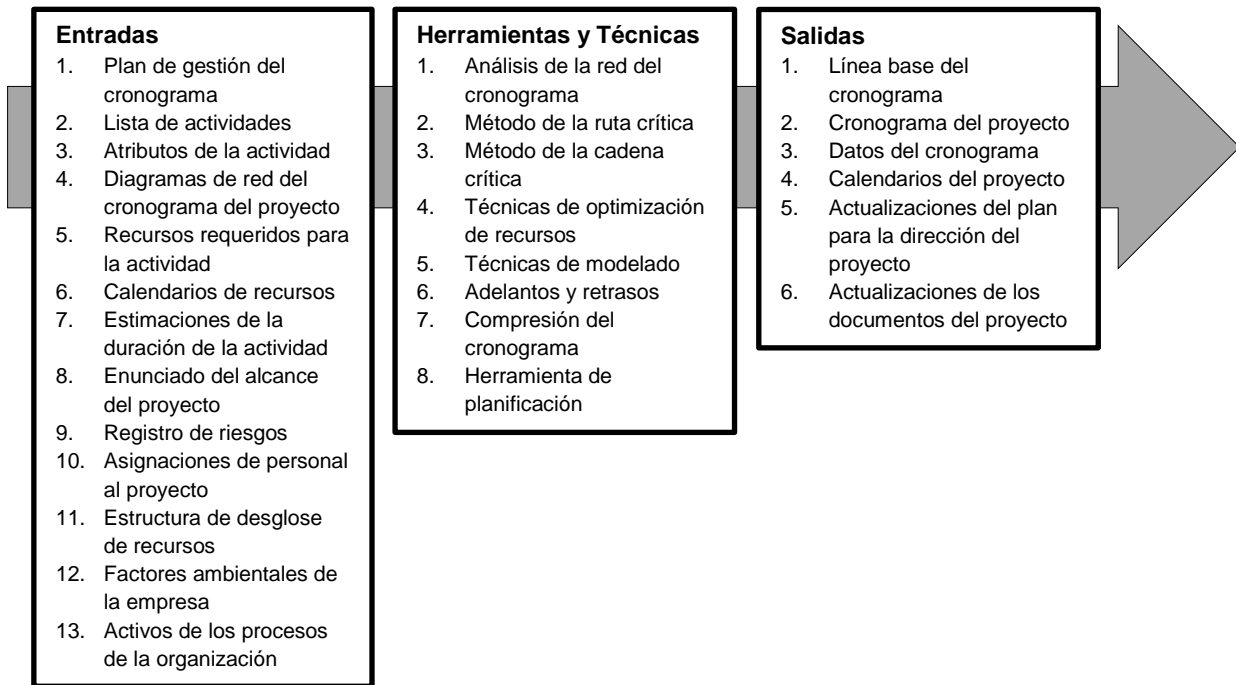 Entradas
1. Plan de gestión del
cronograma
2. Lista de actividades
3. Atributos de la actividad
4. Diagramas de red del
cronograma del proyecto
5. Recursos requeridos para
la actividad
6. Calendarios de recursos
7. Estimaciones de la
duración de la actividad
8. Enunciado del alcance
del proyecto
9. Registro de riesgos
10. Asignaciones de personal
al proyecto
11. Estructura de desglose
de recursos
12. Factores ambientales de
la empresa
13. Activos de los procesos
de la organización
Herramientas y Técnicas
1. Análisis de la red del
cronograma
2. Método de la ruta crítica
3. Método de la cadena
crítica
4. Técnicas de optimización
de recursos
5. Técnicas de modelado
6. Adelantos y retrasos
7. Compresión del
cronograma
8. Herramienta de
planificación
Salidas
1. Línea base del
cronograma
2. Cronograma del proyecto
3. Datos del cronograma
4. Calendarios del proyecto
5. Actualizaciones del plan
para la dirección del
proyecto
6. Actualizaciones de los
documentos del proyecto